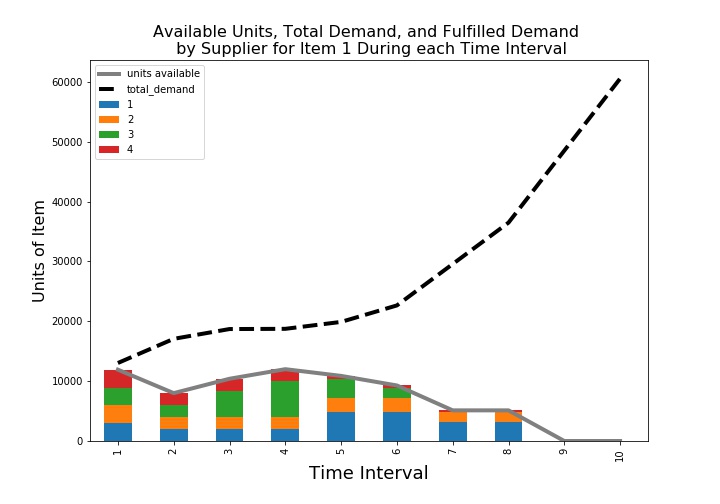 Available Units, Total Demand, and Fulfilled Demand
by Supplier for Item 1 During each Time Interval
units available
total_demand
1
2
3
4
60000
50000
40000
30000
20000
10000
0
Units of Item
1 2 3 4 5 6 7 8 9 10
Time Interval